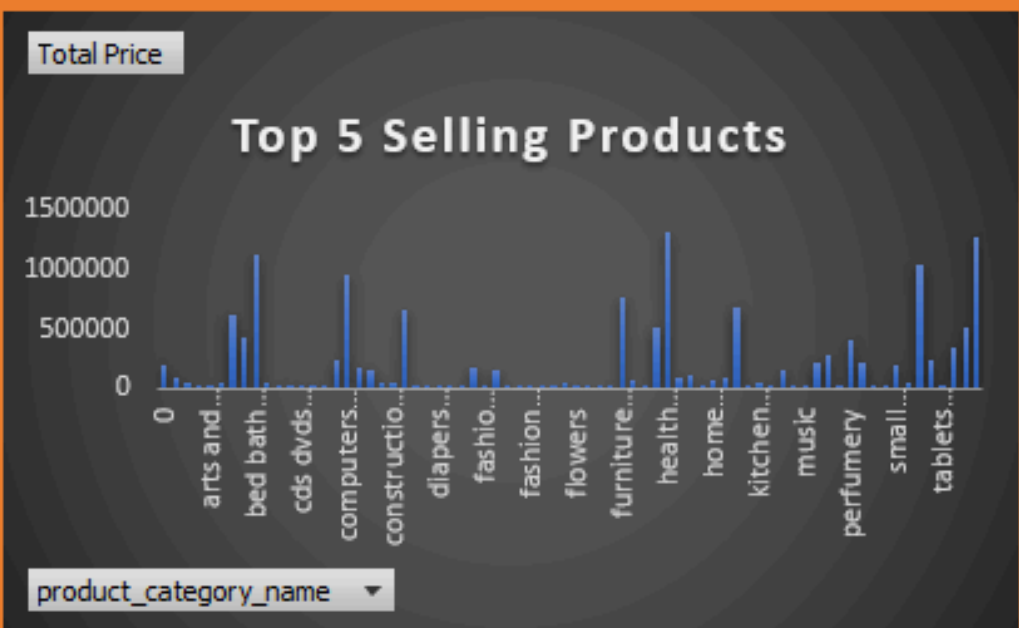 Total Price
Top 5 Selling Products
1500000
1000000
500000
0
0
arts and...
bed bath...
cds dvds...
computers...
constructio...
diapers...
fashio...
fashion...
flowers
furniture...
health...
home...
kitchen...
music
perfumery
small...
tablets...
product_category_name